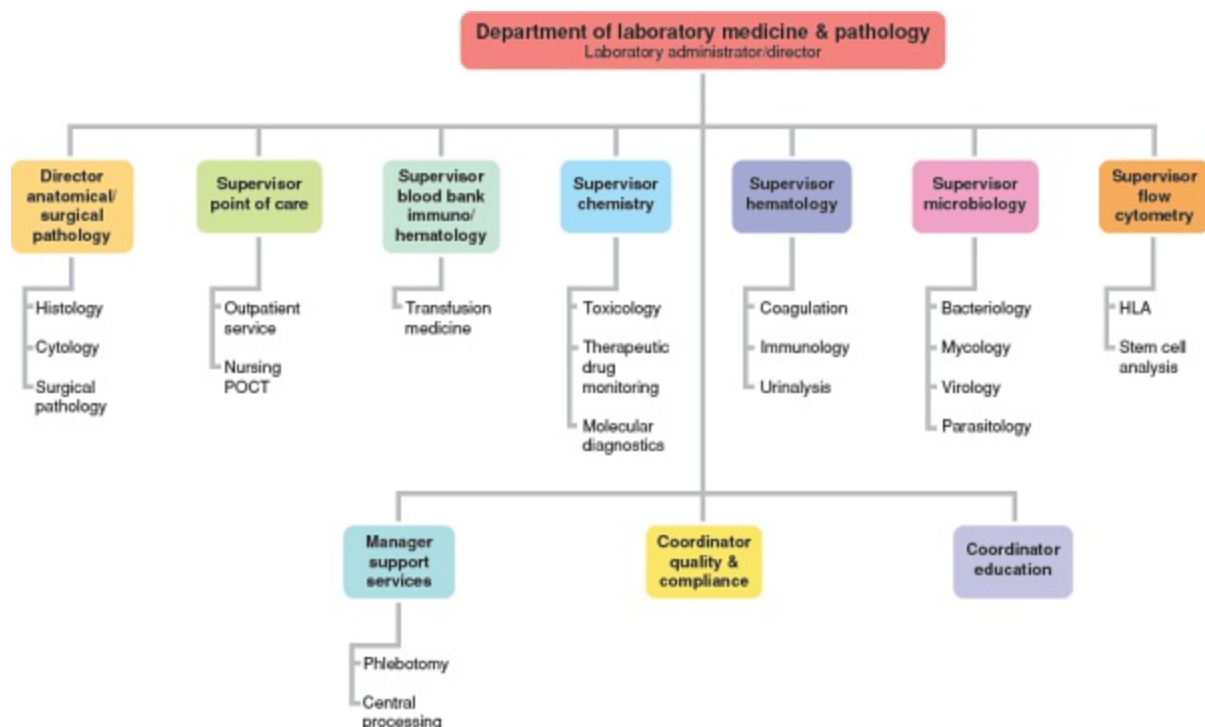 Department of laboratory medicine & pathology
Laboratory administrator/director
Director
anatomical/
surgical
pathology
Supervisor
point of care
Supervisor
blood bank
immuno/
hematology
Supervisor
chemistry
Supervisor
hematology
Supervisor
microbiology
Supervisor
flow
cytometry
Histology
Cytology
Surgical
pathology
Outpatient
service
Nursing
POCT
Transfusion
medicine
Toxicology
Therapeutic
drug
monitoring
Molecular
diagnostics
Coagulation
Immunology
Urinalysis
Bacteriology
Mycology
Virology
Parasitology
HLA
Stem cell
analysis
Manager
support
services
Coordinator
quality &
compliance
Coordinator
education
Phlebotomy
Central
processing